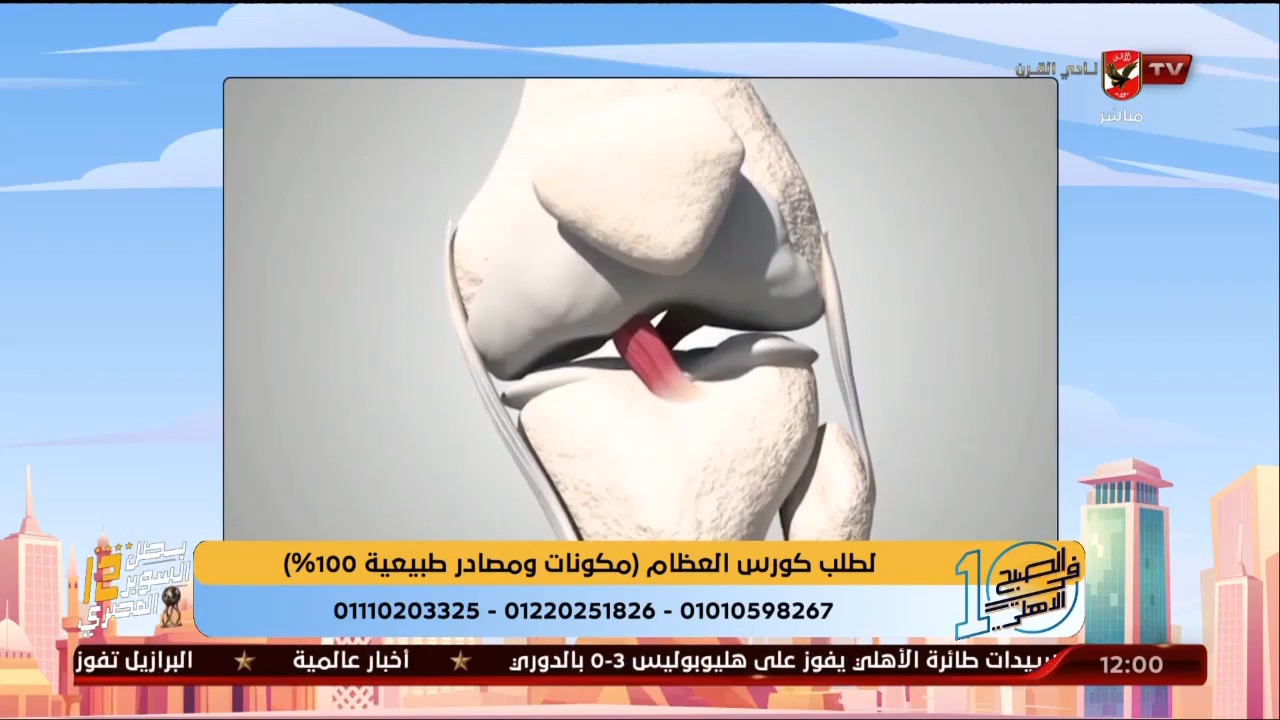 نادي القرن
TV
مباشر
لطلب كورس العظام (مكونات ومصادر طبيعية 100%)
01110203325 - 01220251826 - 01010598267
10 الصبح في الأهلي
السوبر المصري
12:00
سيدات طائرة الأهلي يفوز على هليوبوليس 3-0 بالدوري ★ أخبار عالمية ★ البرازيل تفوز